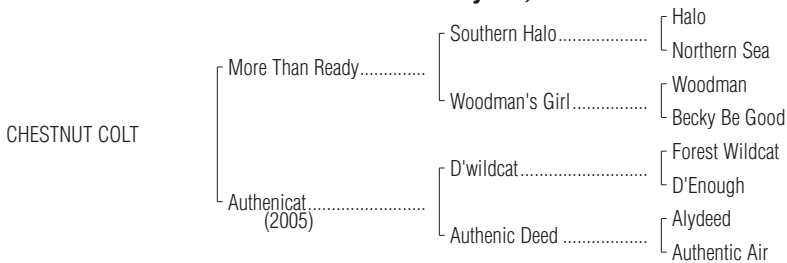 Halo
Southern Halo..................
Northern Sea
More Than Ready..............
Woodman
Woodman's Girl................
Becky Be Good
CHESTNUT COLT
Forest Wildcat
D'wildcat..........................
D'Enough
Authenicat........................
(2005)
Alydeed
Authenic Deed ..................
Authentic Air